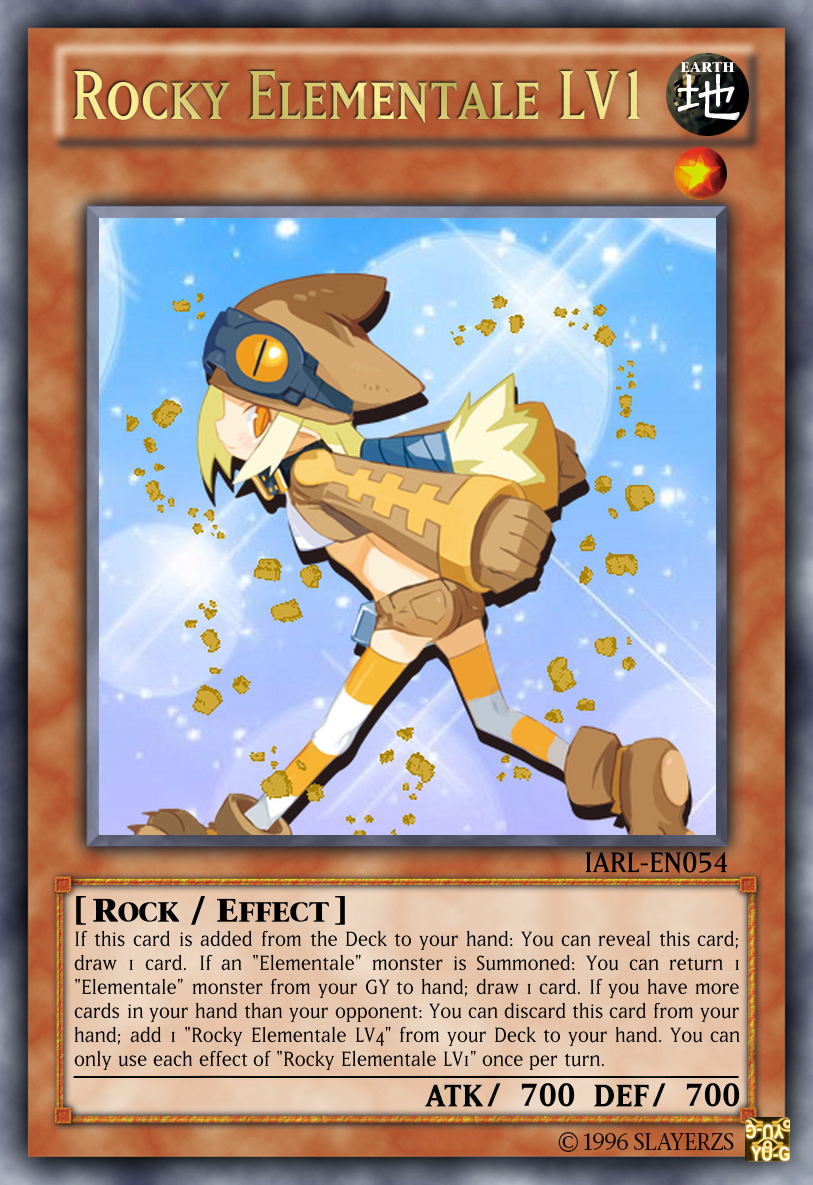 ROCKY ELEMENTALE LV1
EARTH
地
IARL-EN054
[ ROCK / EFFECT ]
If this card is added from the Deck to your hand: You can reveal this card;
draw 1 card. If an "Elementale" monster is Summoned: You can return 1
"Elementale" monster from your GY to hand; draw 1 card. If you have more
cards in your hand than your opponent: You can discard this card from your
hand; add 1 "Rocky Elementale LV4" from your Deck to your hand. You can
only use each effect of "Rocky Elementale LV1" once per turn.
ATK/ 700 DEF/ 700
© 1996 SLAYERZS